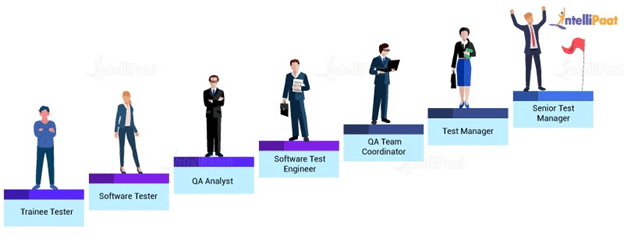 intelliPaat
Trainee Tester
Software Tester
QA Analyst
Software Test
Engineer
QA Team
Coordinator
Test Manager
Senior Test
Manager